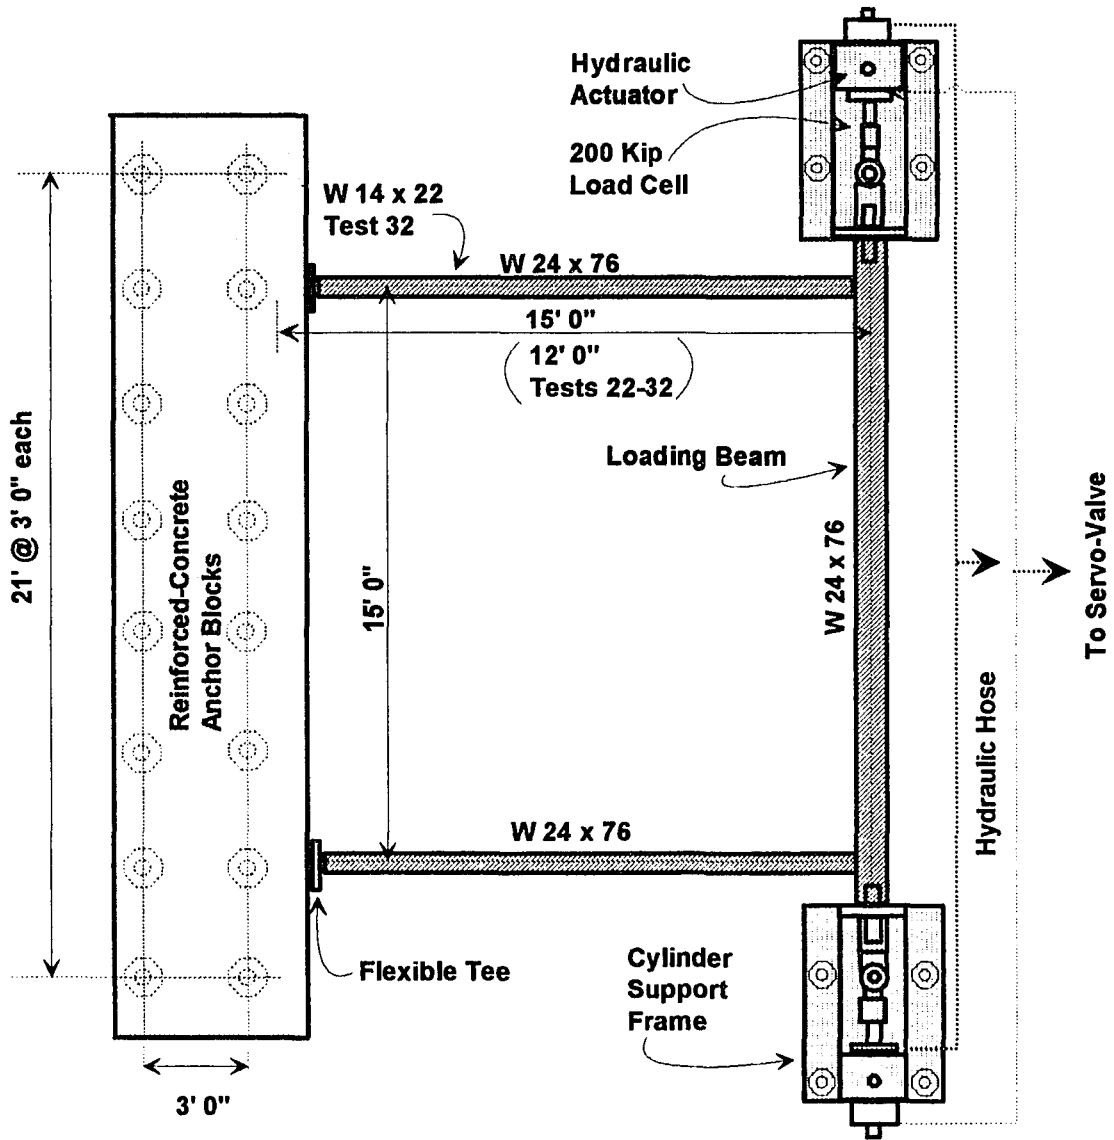 Hydraulic
Actuator
200 Kip
Load Cell
W 14 x 22
Test 32
W 24 x 76
15' 0"
12' 0"
Tests 22-32
Loading Beam
21' @ 3' 0" each
Reinforced-Concrete
Anchor Blocks
15' 0"
W 24 x 76
To Servo-Valve
Hydraulic Hose
W 24 x 76
Flexible Tee
Cylinder
Support
Frame
3' 0"